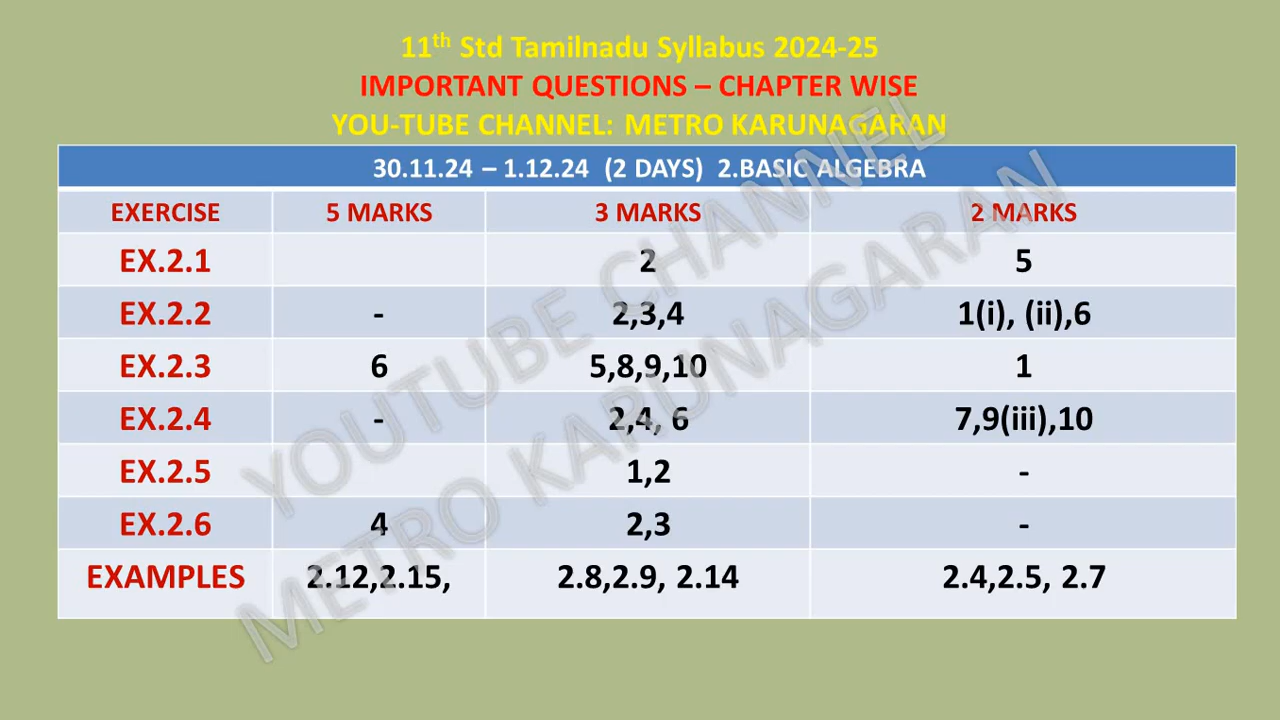 11th Std Tamilnadu Syllabus 2024-25
IMPORTANT QUESTIONS – CHAPTER WISE
YOU-TUBE CHANNEL: METRO KARUNAGARAN
30.11.24 – 1.12.24 (2 DAYS) 2.BASIC ALGEBRA
EXERCISE 5 MARKS 3 MARKS 2 MARKS
EX.2.1 2 5
EX.2.2 - 2,3,4 1(i), (ii),6
EX.2.3 6 5,8,9,10 1
EX.2.4 - 2,4, 6 7,9(iii),10
EX.2.5 1,2 -
EX.2.6 4 2,3 -
EXAMPLES 2.12,2.15, 2.8,2.9, 2.14 2.4,2.5, 2.7
YOUTUBE CHANNEL
METRO KARUNAGARAN